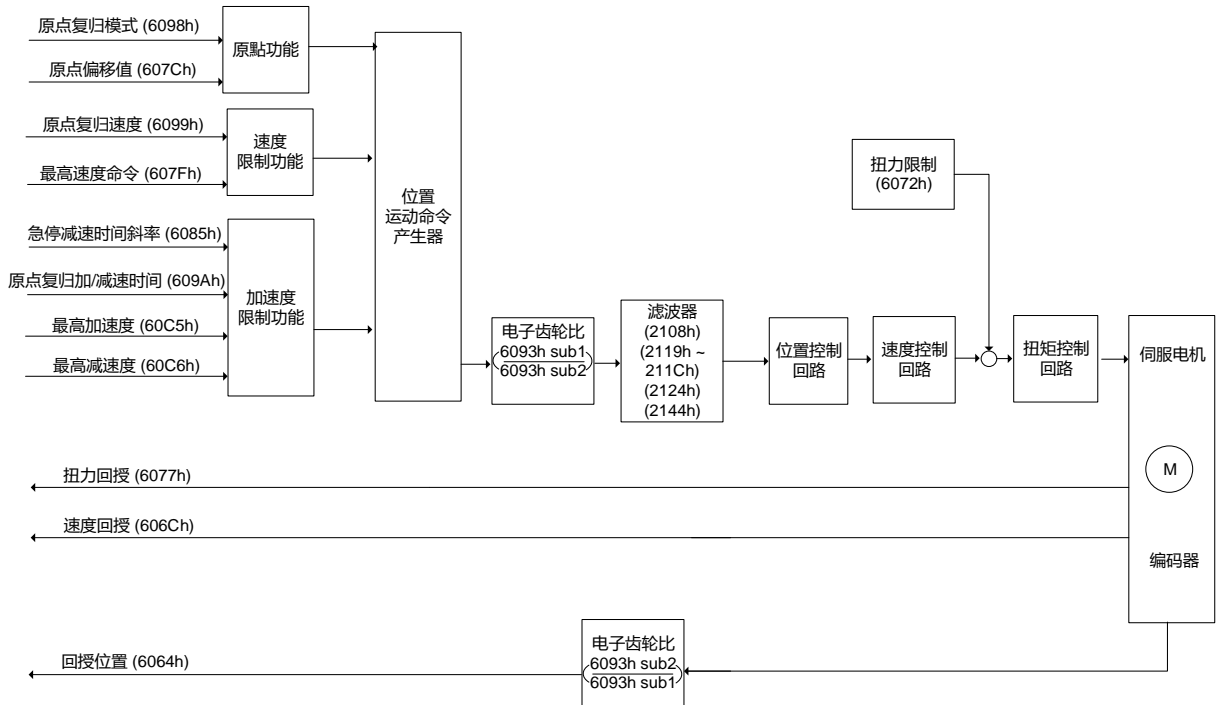 原点复归模式 (6098h)
原点偏移值 (607Ch)
原點功能
原点复归速度 (6099h)
最高速度命令 (607Fh)
速度
限制功能
急停减速时间斜率 (6085h)
原点复归加/减速时间 (609Ah)
最高加速度 (60C5h)
最高减速度 (60C6h)
加速度
限制功能
位置
运动命令
产生器
电子齿轮比
6093h sub1
6093h sub2
滤波器
(2108h)
(2119h ~
211Ch)
(2124h)
(2144h)
位置控制
回路
速度控制
回路
扭力限制
(6072h)
扭矩控制
回路
伺服电机
M
编码器
扭力回授 (6077h)
速度回授 (606Ch)
回授位置 (6064h)
电子齿轮比
6093h sub2
6093h sub1